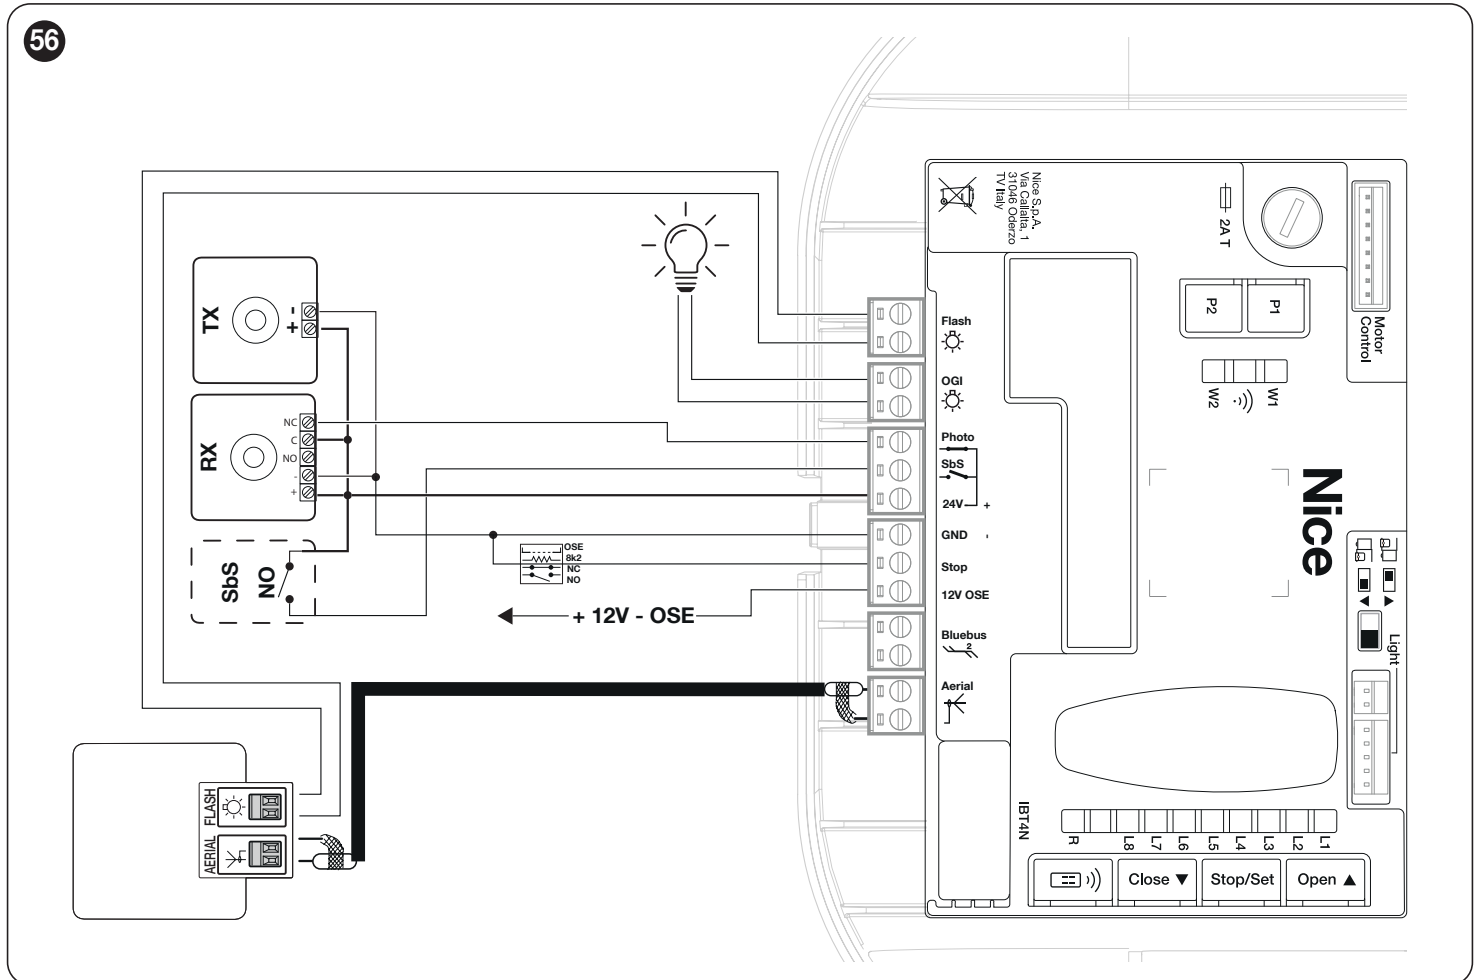 56
TX
-
+
RX
NC
C
NO
-
+
SbS
NO
FLASH
AERIAL
OSE
8k2
NC
NO
+ 12V - OSE
Flash
OGI
Photo
SbS
24V
+
GND
-
Stop
12V OSE
Bluebus
2
Aerial
Nice S.p.A.
Via Callalta, 1
31046 Oderzo
TV Italy
2A T
Motor
Control
P2
P1
W2
W1
Nice
Light
IBT4N
R
L8
L7
L6
L5
L4
L3
L2
L1
Close ▼
Stop/Set
Open ▲